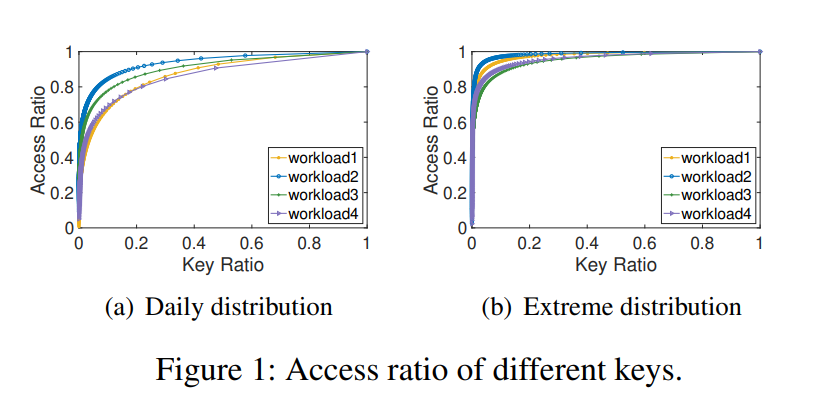 1
0.8
0.6
0.4
0.2
0
Access Ratio
workload1
workload2
workload3
workload4
0 0.2 0.4 0.6 0.8 1
Key Ratio
(a) Daily distribution
1
0.8
0.6
0.4
0.2
0
Access Ratio
workload1
workload2
workload3
workload4
0 0.2 0.4 0.6 0.8 1
Key Ratio
(b) Extreme distribution
Figure 1: Access ratio of different keys.